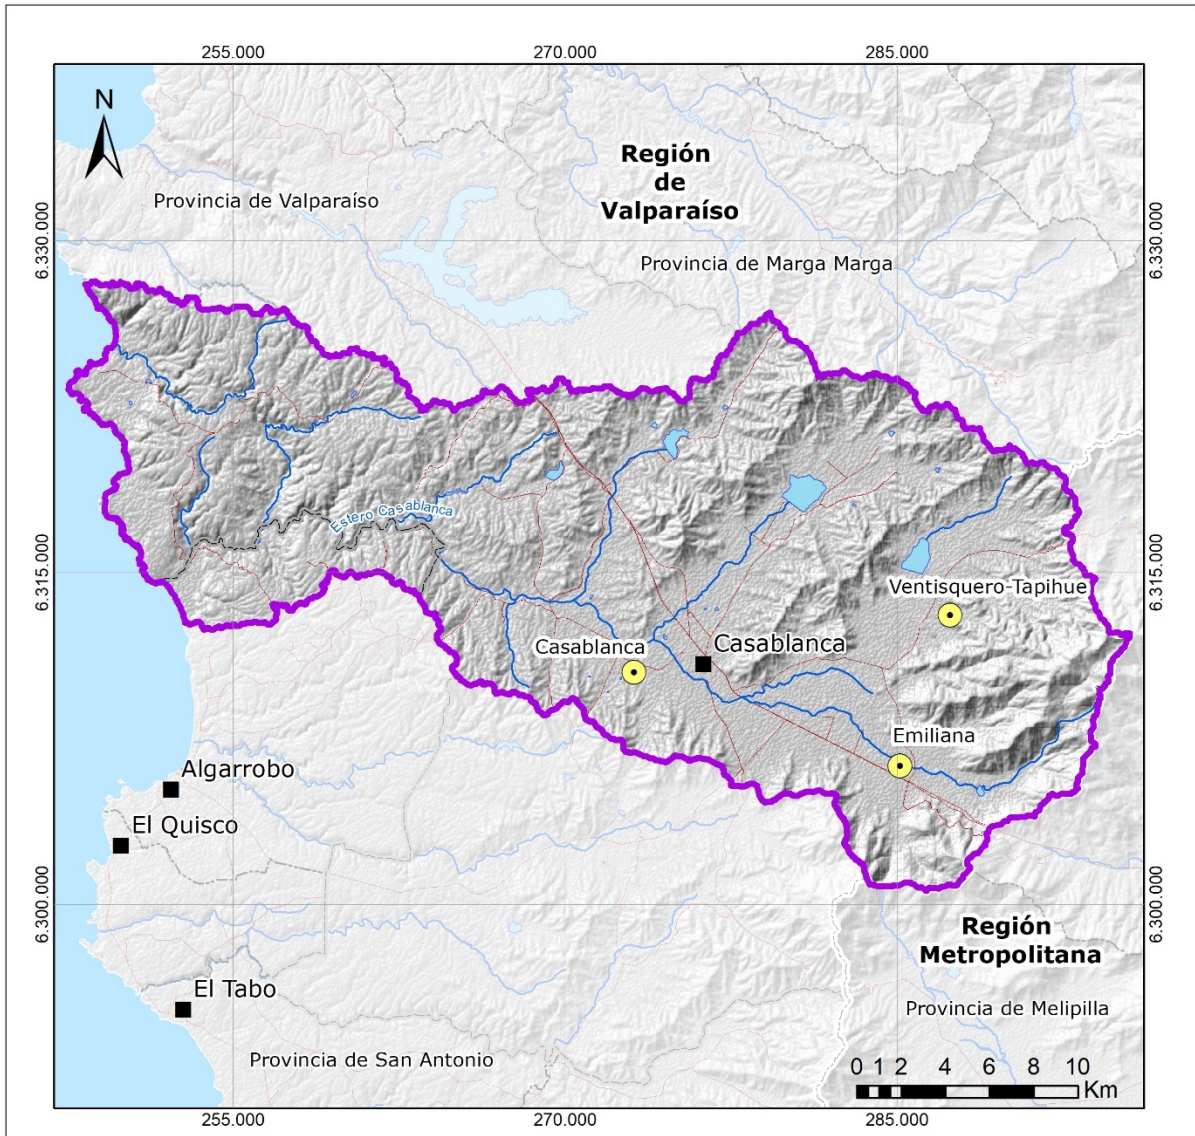 255.000
270.000
285.000
N
Región
de
Valparaíso
Provincia de Valparaíso
6.330.000
6.330.000
Provincia de Marga Marga
Estero Casablanca
6.315.000
6.315.000
Ventisquero-Tapihue
Casablanca
Casablanca
Emiliana
Algarrobo
El Quisco
6.300.000
6.300.000
Región
Metropolitana
El Tabo
Provincia de Melipilla
Provincia de San Antonio
0 1 2 4 6 8 10
Km
255.000
270.000
285.000